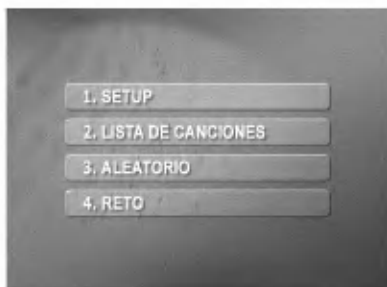 1. SETUP
2. LISTA DE CANCIONES
3. ALEATORIO
4. RETO